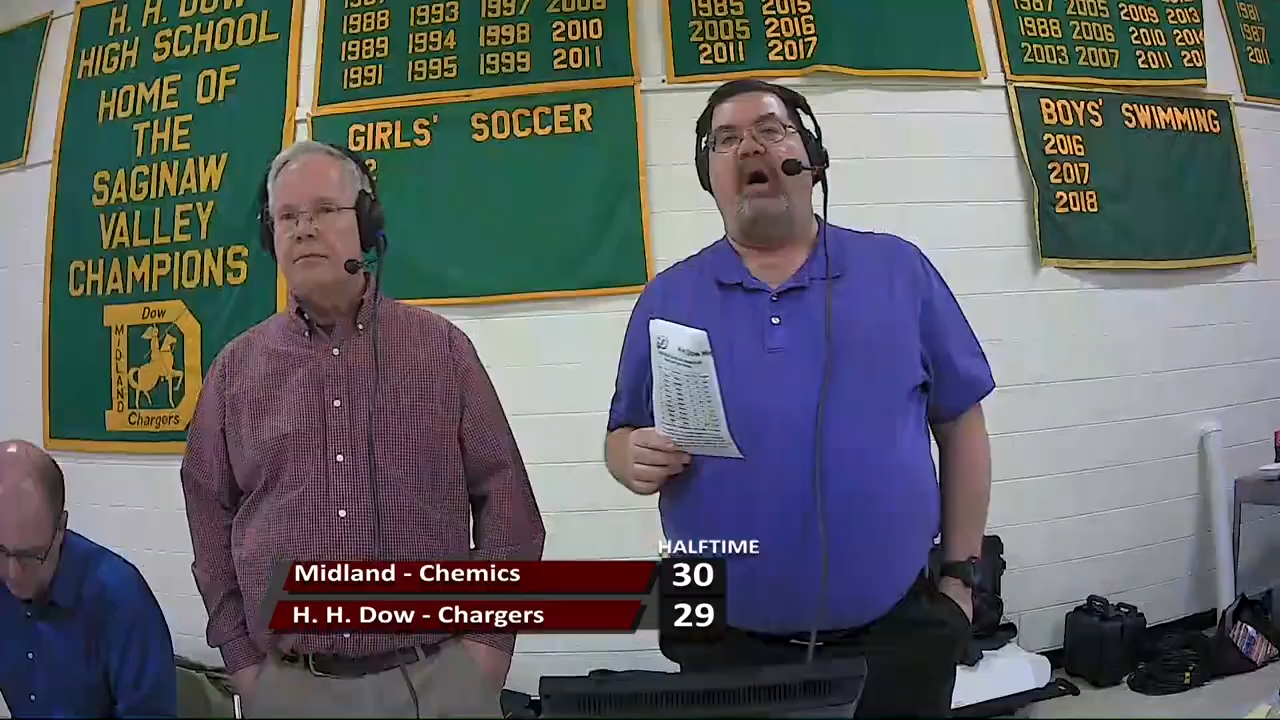 H. H. DOW
HIGH SCHOOL
HOME OF
THE
SAGINAW
VALLEY
CHAMPIONS
Dow
MIDLAND
Chargers
1988 1993 1997 2008
1989 1994 1998 2010
1991 1995 1999 2011
GIRLS' SOCCER
1985 2015
2005 2016
2011 2017
1987 2005 2009 2013
1988 2006 2010
2003 2007 2011
BOYS' SWIMMING
2016
2017
2018
1981
1987
HALFTIME
Midland - Chemics 30
H. H. Dow - Chargers 29